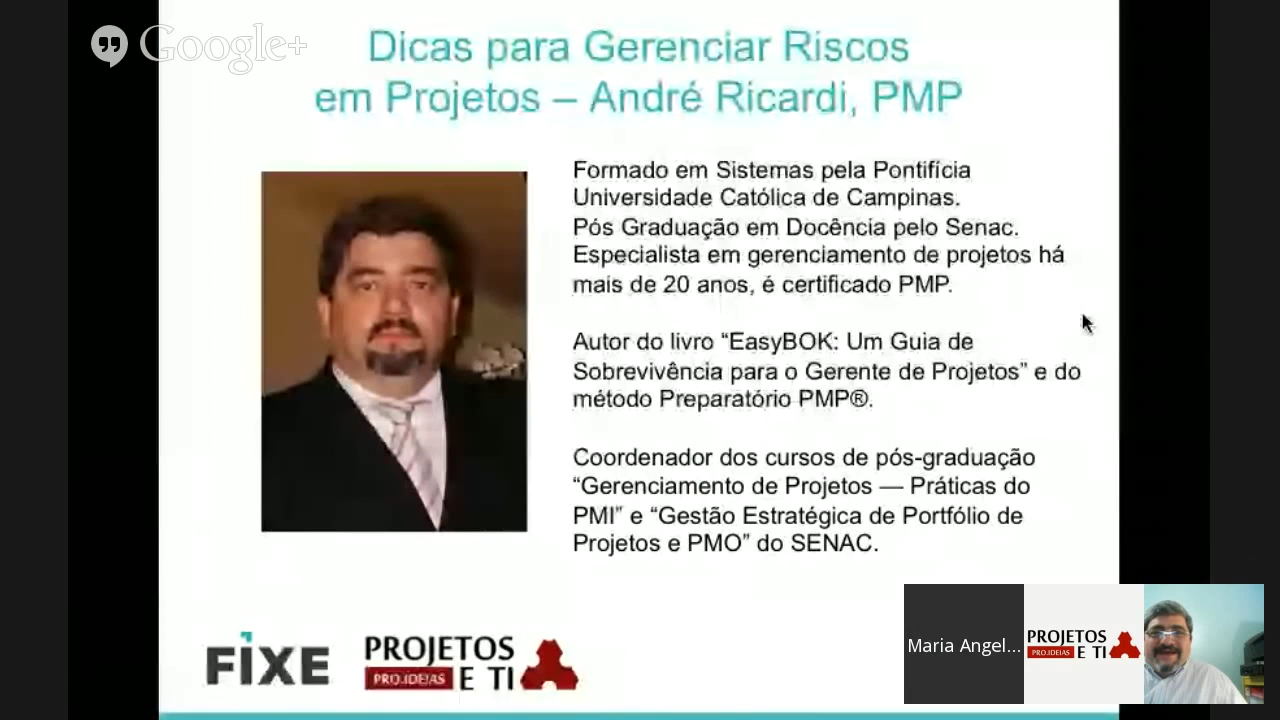 Google+
Dicas para Gerenciar Riscos
em Projetos – André Ricardi, PMP
Formado em Sistemas pela Pontifícia
Universidade Católica de Campinas.
Pós Graduação em Docência pelo Senac.
Especialista em gerenciamento de projetos há
mais de 20 anos, é certificado PMP.
Autor do livro “EasyBOK: Um Guia de
Sobrevivência para o Gerente de Projetos” e do
método Preparatório PMP®.
Coordenador dos cursos de pós-graduação
“Gerenciamento de Projetos — Práticas do
PMI” e “Gestão Estratégica de Portfólio de
Projetos e PMO” do SENAC.
FIXE
PROJETOS
PRO.IDEIAS E TI
Maria Angel...
PROJETOS
PRO.IDEIAS E TI